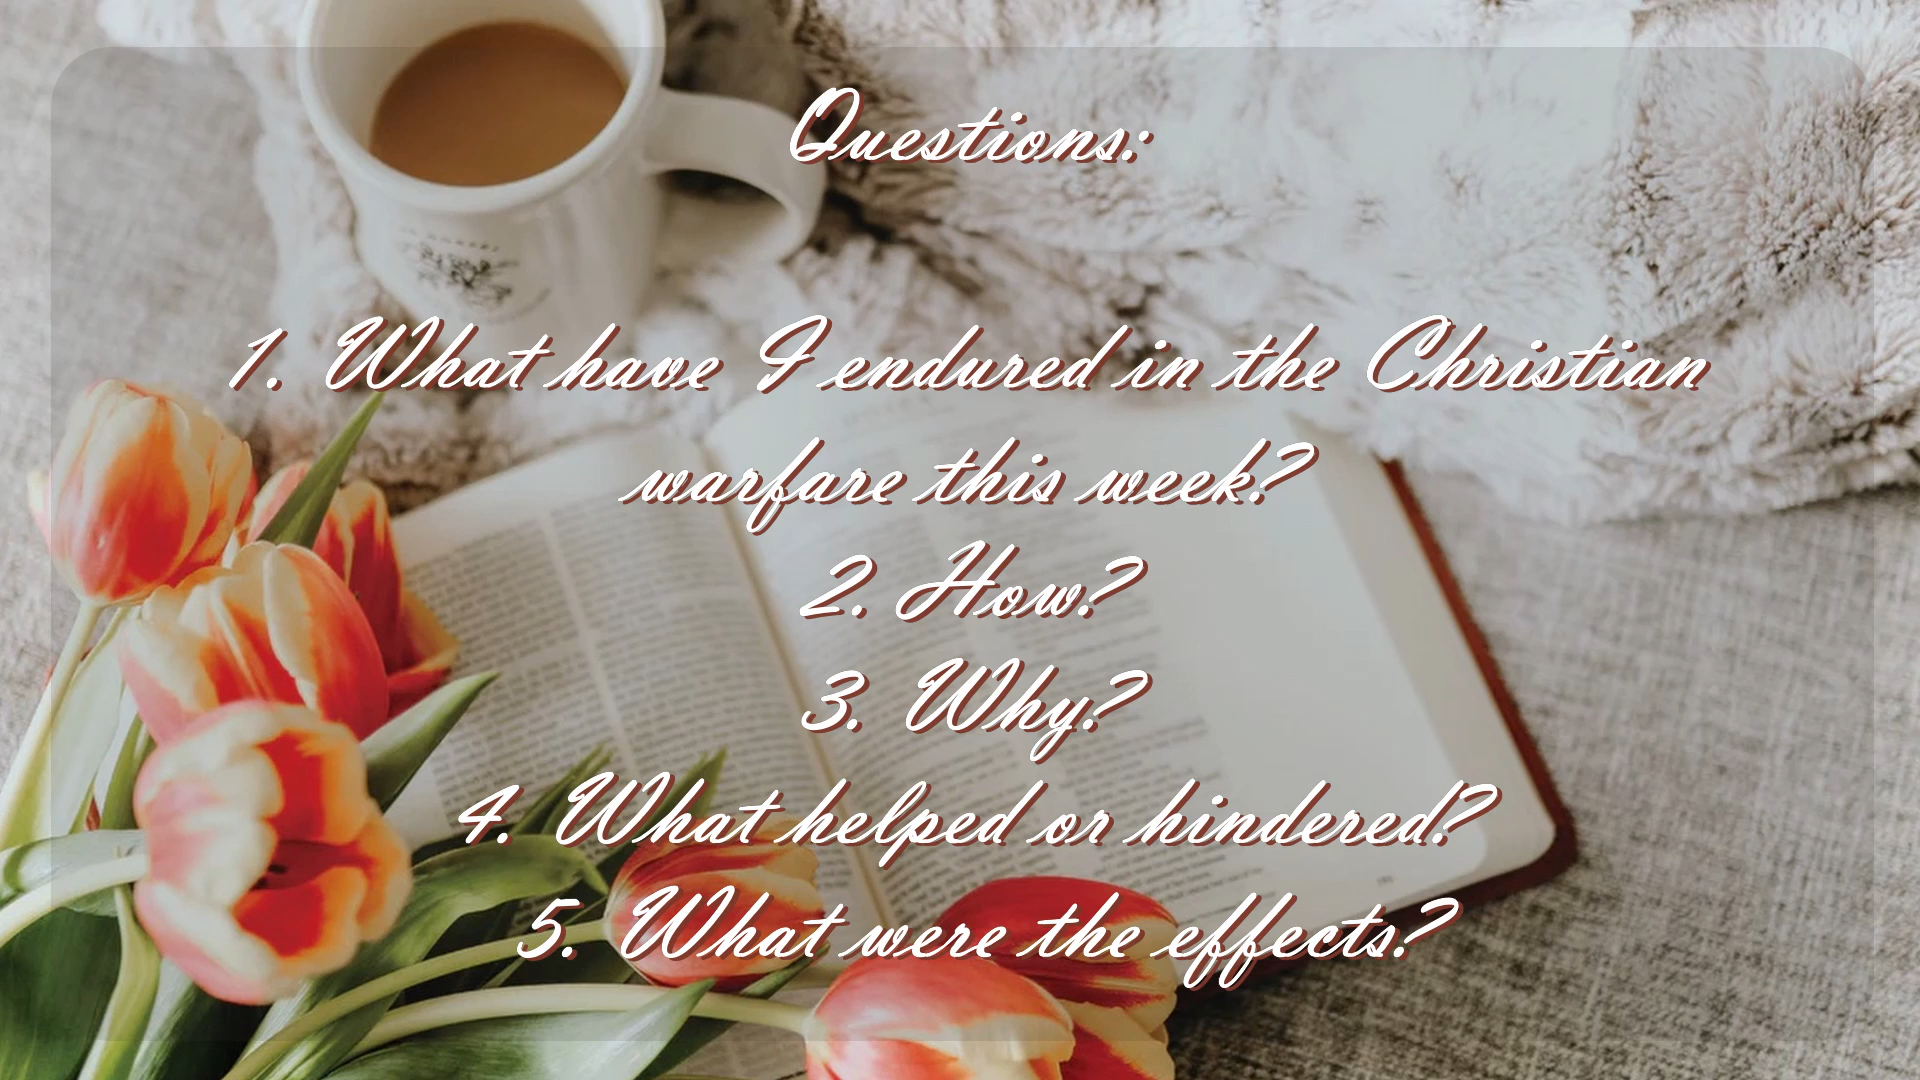 Questions:
1. What have I endured in the Christian
warfare this week?
2. How?
3. Why?
4. What helped or hindered?
5. What were the effects?